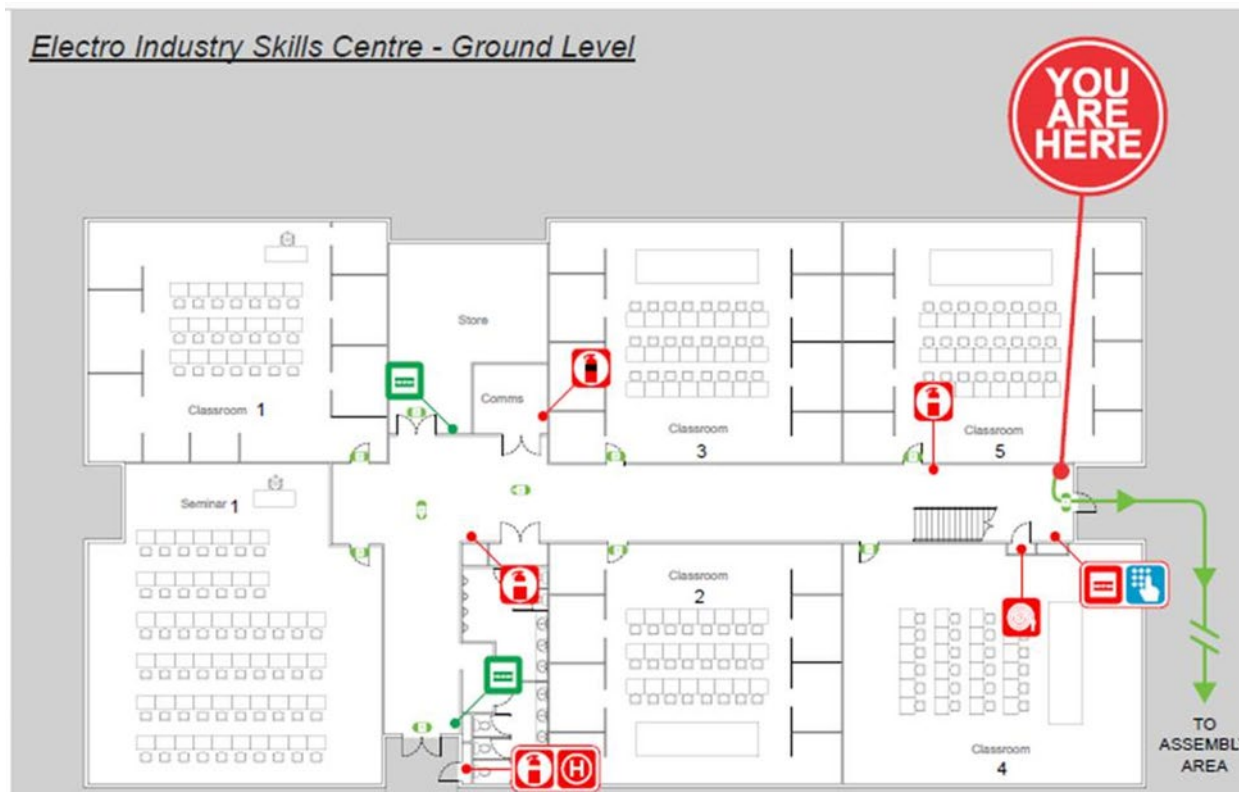 Electro Industry Skills Centre - Ground Level
YOU
ARE
HERE
Store
Comms
Classroom 1
Classroom
3
Classroom
5
Seminar 1
Classroom
2
H
Classroom
4
TO
ASSEMBLY
AREA